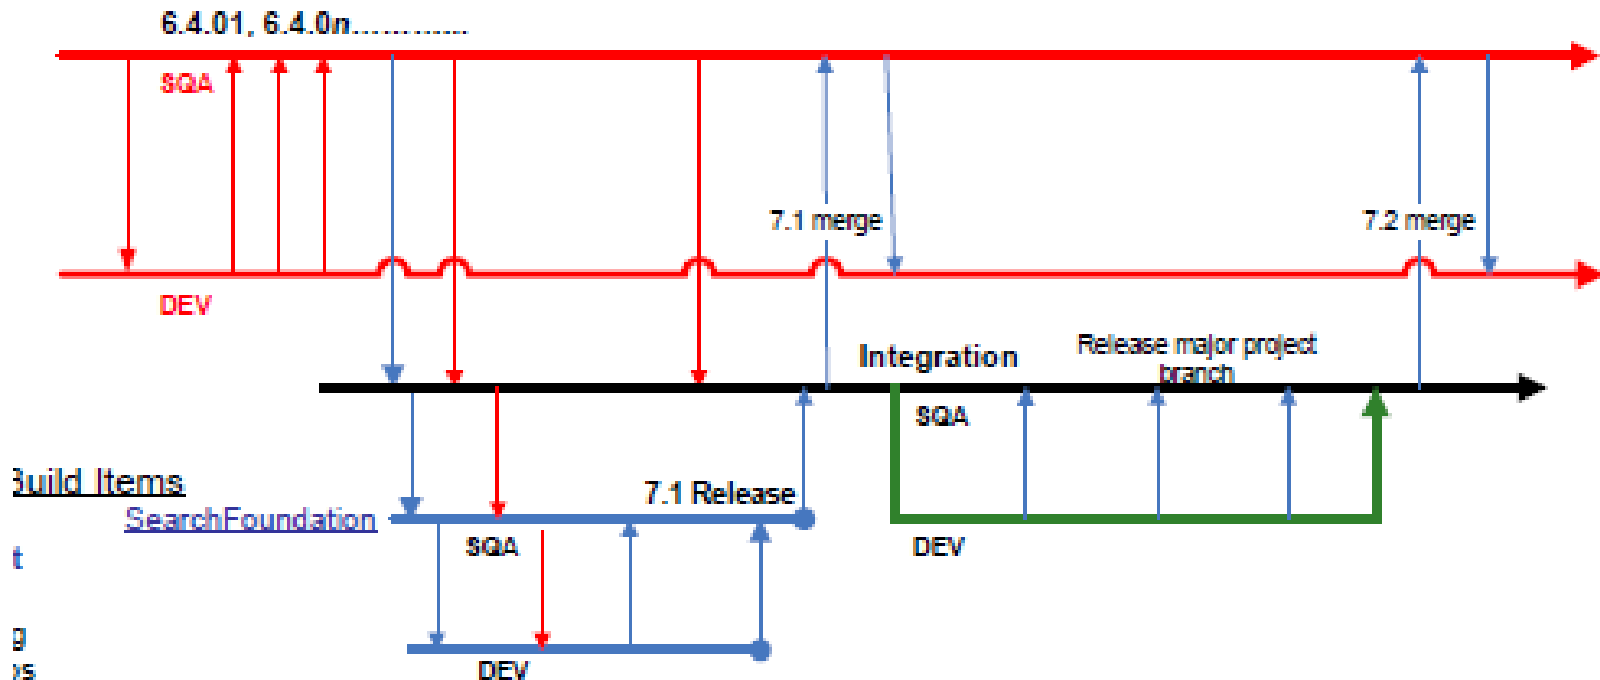 6.4.01, 6.4.0n.............
SQA
7.1 merge
7.2 merge
DEV
Integration
Release major project
branch
SQA
Build Items
7.1 Release
SearchFoundation
SQA
DEV
t
g
os
DEV